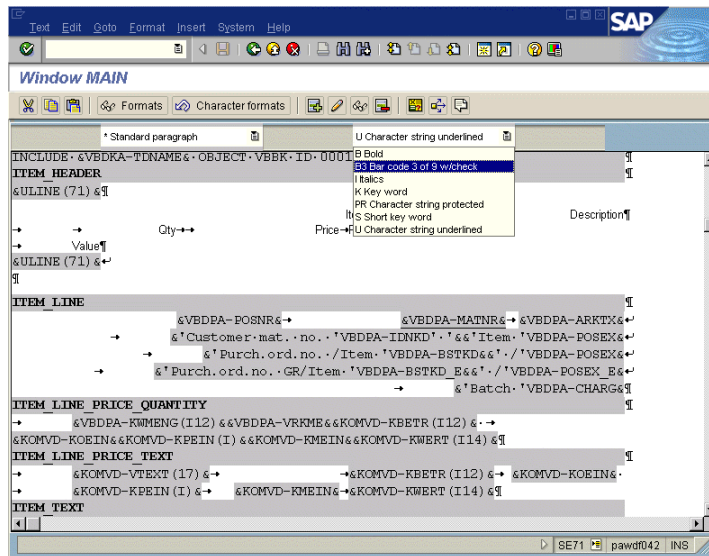 Text Edit Goto Format Insert System Help
SAP
Window MAIN
Formats Character formats
* Standard paragraph U Character string underlined
B Bold
B3 Bar code 3 of 9 w/check
I Italics
K Key word
PR Character string protected
S Short key word
U Character string underlined
INCLUDE·&VBDKA-TDNAME&·OBJECT·VBBK·ID·0001 ¶
ITEM_HEADER ¶
&ULINE(71)&¶
Description¶
→ → Qty→→ Price→
→ Value¶
&ULINE(71)&↵
¶
ITEM_LINE ¶
&VBDPA-POSNR&→ &VBDPA-MATNR&→ &VBDPA-ARKTX&↵
→ &'Customer·mat.·no.·'VBDPA-IDNKD'·'&&'Item·'VBDPA-POSEX&↵
→ &'Purch.ord.no.·/Item·'VBDPA-BSTKD&&'·/'VBDPA-POSEX&↵
→ &'Purch.ord.no.·GR/Item·'VBDPA-BSTKD_E&&'·/'VBDPA-POSEX_E&↵
→ &'Batch·'VBDPA-CHARG&¶
ITEM_LINE_PRICE_QUANTITY ¶
→ &VBDPA-KWMENG(I12)&&VBDPA-VRKME&&KOMVD-KBETR(I12)&·→
&KOMVD-KOEIN&&KOMVD-KPEIN(I)&&KOMVD-KMEIN&&KOMVD-KWERT(I14)&¶
ITEM_LINE_PRICE_TEXT ¶
→ &KOMVD-VTEXT(17)&→ →&KOMVD-KBETR(I12)&→ &KOMVD-KOEIN&·
→ &KOMVD-KPEIN(I)&→ &KOMVD-KMEIN&→&KOMVD-KWERT(I14)&¶
ITEM_TEXT
SE71 pawdf042 INS